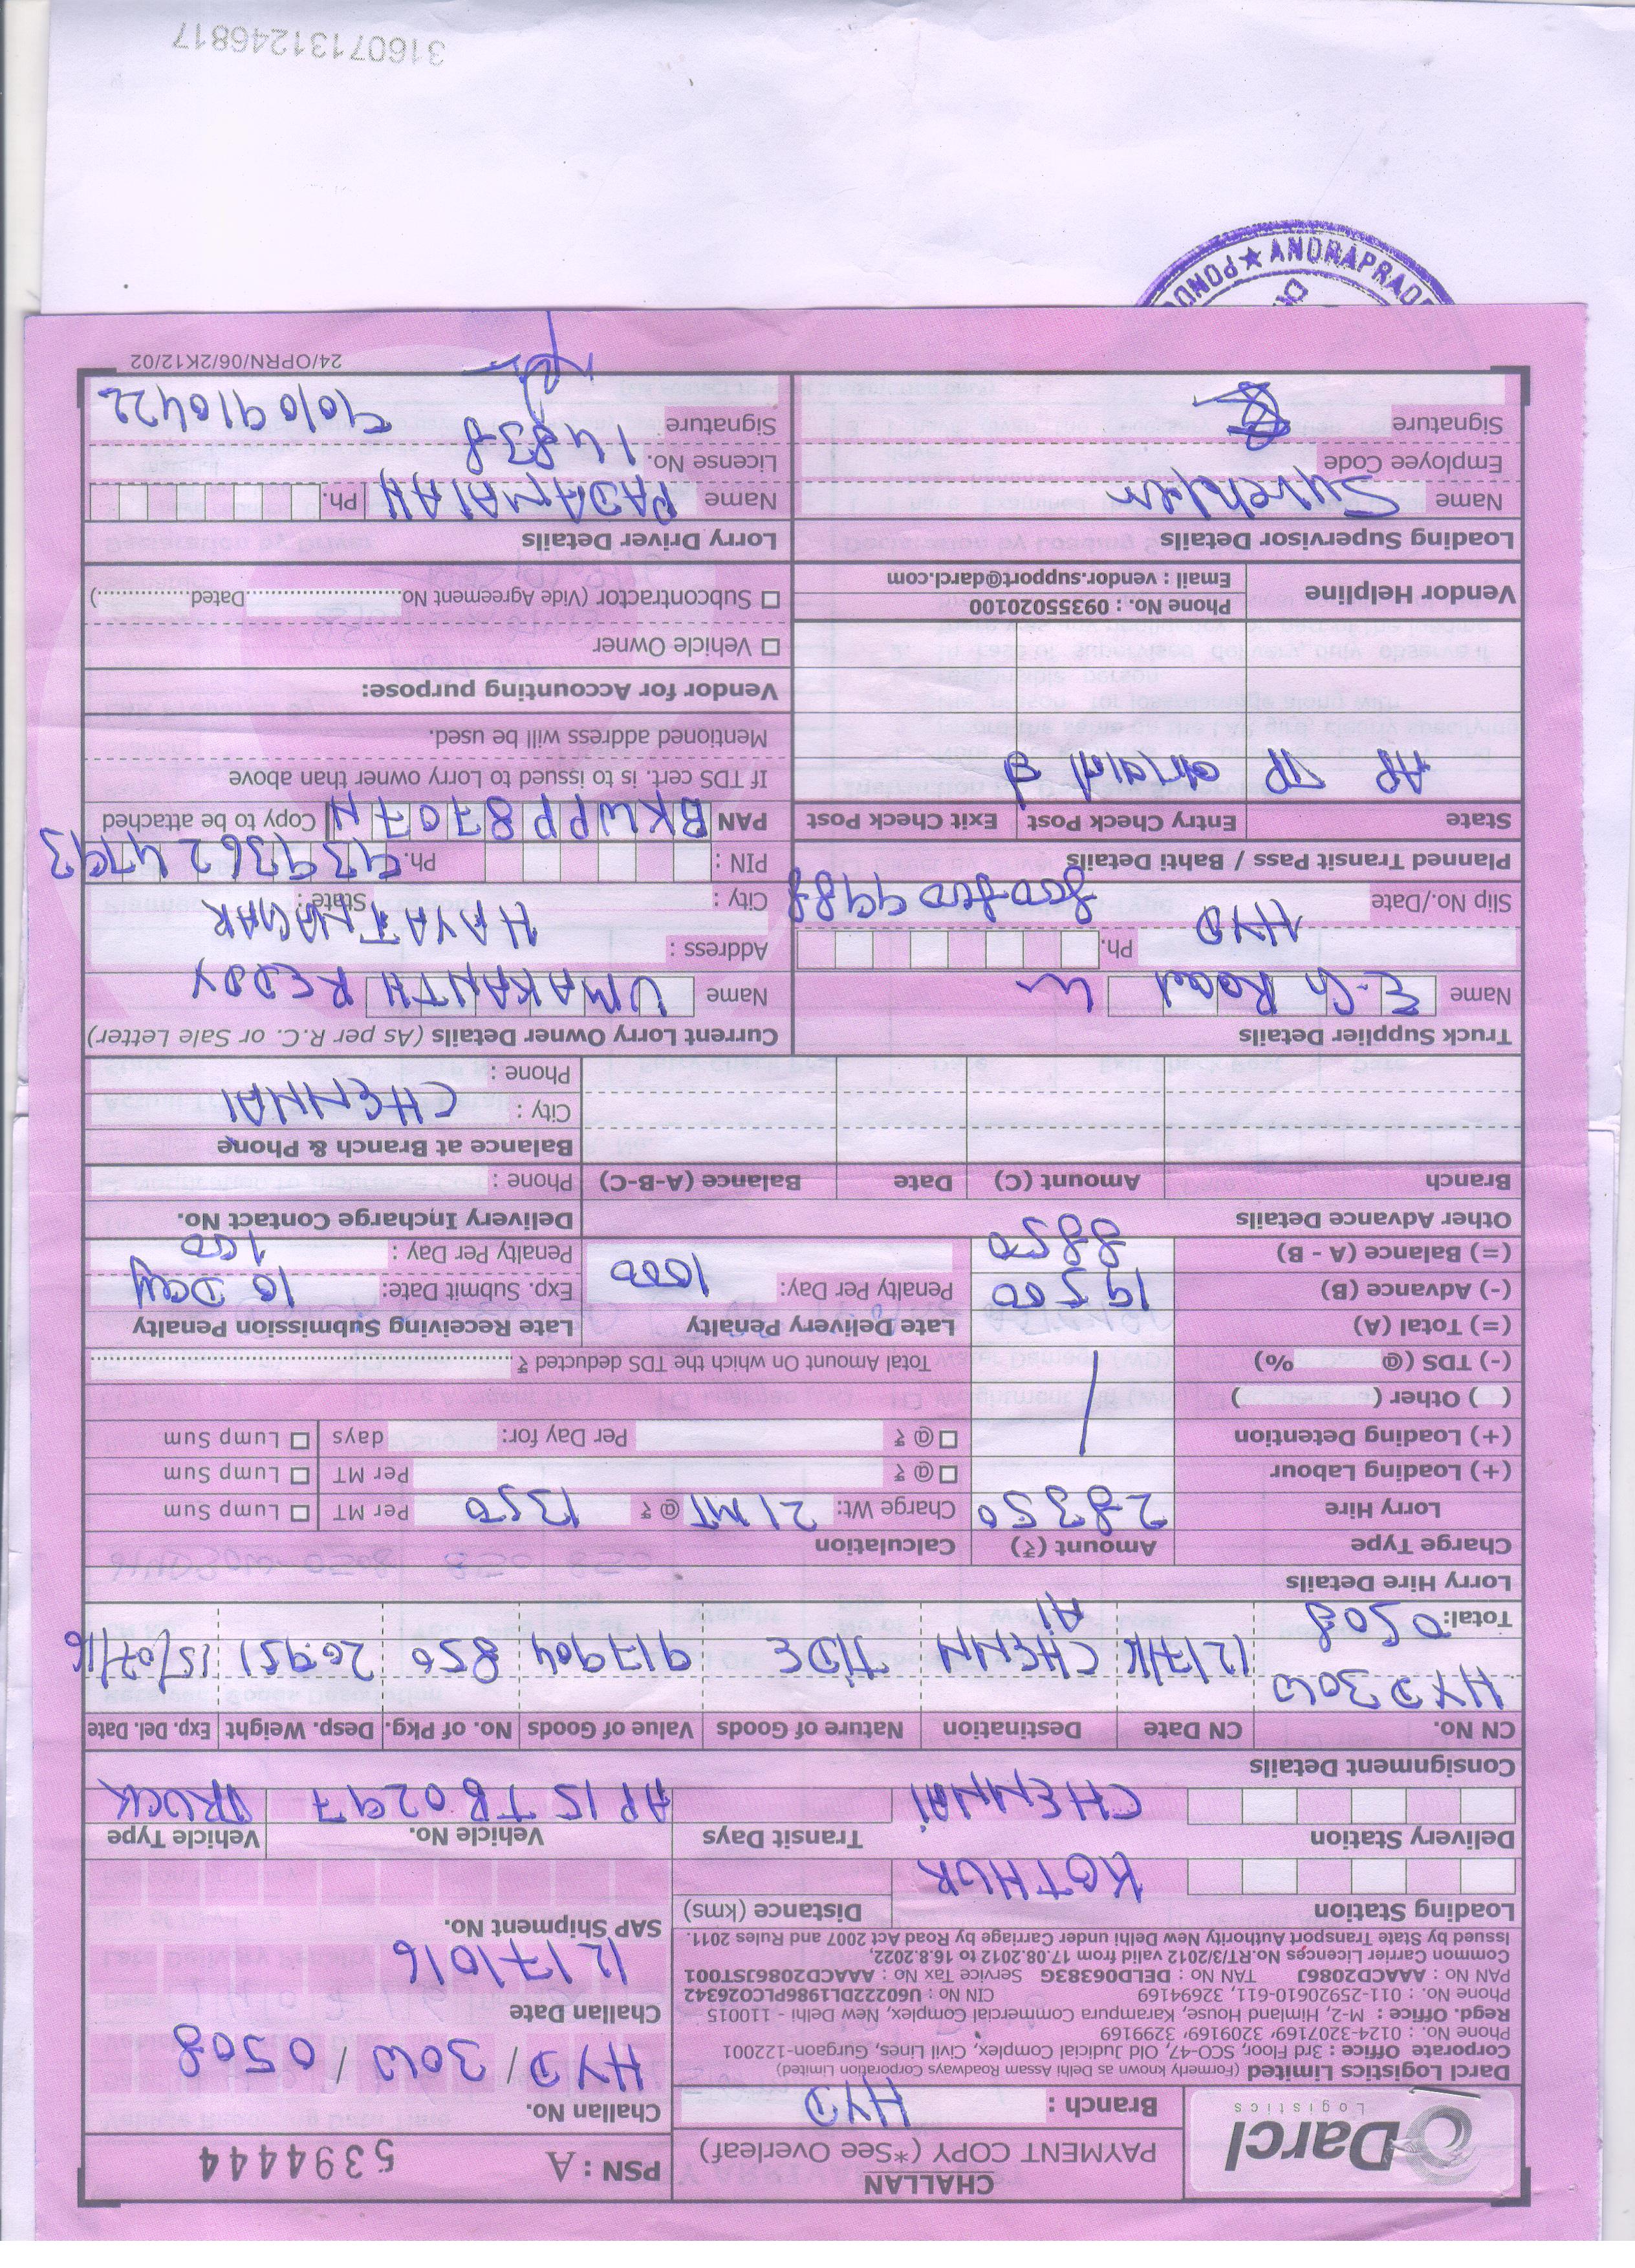 Darcl
Logistics
CHALLAN
PAYMENT COPY (*See Overleaf)
Branch : HYD
PSN : A 5394444
Darcl Logistics Limited (Formerly known as Delhi Assam Roadways Corporation Limited)
Corporate Office : 3rd Floor, SCO-47, Old Judicial Complex, Civil Lines, Gurgaon-122001
Phone No. : 0124-3207169, 3209169, 3299169
Regd. Office : M-2, Himland House, Karampura Commercial Complex, New Delhi - 110015
Phone No. : 011-25920610-611, 32694169 CIN No : U60222DL1986PLCO26342
PAN No : AAACD2086J TAN No : DELD06383G Service Tax No : AAACD2086JST001
Common Carrier Licences No.RT/3/2012 valid from 17.08.2012 to 16.8.2022,
Issued by State Transport Authority New Delhi under Carriage by Road Act 2007 and Rules 2011.
Challan No.
HYD / 30W / 0508
Challan Date
12/7/016
SAP Shipment No.
Loading Station KOTHUR Distance (kms)
Delivery Station CHENNAI Transit Days
Vehicle No. Vehicle Type
AP15TB0297 TRUCK
Consignment Details
CN No. CN Date Destination Nature of Goods Value of Goods No. of Pkg. Desp. Weight Exp. Del. Date
HYD30W 12/7/16 CHENN TIDE 917904 850 20.951 15/07/16
Total: 0508 Ai
Lorry Hire Details
Charge Type Amount (₹) Calculation
Lorry Hire 28350 Charge Wt: 21 MT @ ₹ 1350 Per MT Lump Sum
(+) Loading Labour @ ₹ Per MT Lump Sum
(+) Loading Detention @ ₹ Per Day for: days Lump Sum
( ) Other ( )
(-) TDS (@ %) Total Amount On which the TDS deducted ₹
(=) Total (A) Late Delivery Penalty Late Receiving Submission Penalty
(-) Advance (B) 19500 Penalty Per Day: 1000 Exp. Submit Date: 10 Day
(=) Balance (A - B) 8850 Penalty Per Day : 100
Other Advance Details Delivery Incharge Contact No.
Branch Amount (C) Date Balance (A-B-C) Phone :
Balance at Branch & Phone
City : CHENNAI
Phone :
Truck Supplier Details
Name E.G Road
Ph.
Slip No./Date HYD
Current Lorry Owner Details (As per R.C. or Sale Letter)
Name UMAKANTH REDDY
Address :
City : HAYATNAGAR State :
PIN : Ph. 9393624793
PAN BKWPP8707N Copy to be attached
If TDS cert. is to issued to Lorry owner than above
Mentioned address will be used.
Planned Transit Pass / Bahti Details
State Entry Check Post Exit Check Post
AP TP
Vendor for Accounting purpose:
Vehicle Owner
Subcontractor (Vide Agreement No. Dated )
Vendor Helpline
Phone No. : 09355020100
Email : vendor.support@darcl.com
Loading Supervisor Details
Name Surender
Employee Code
Signature
Lorry Driver Details
Name PADAMAIAH Ph.
License No. 14838
Signature 9010910422
24/OPRN/06/2K12/02
★ ANDRAPRADE
31607131246817